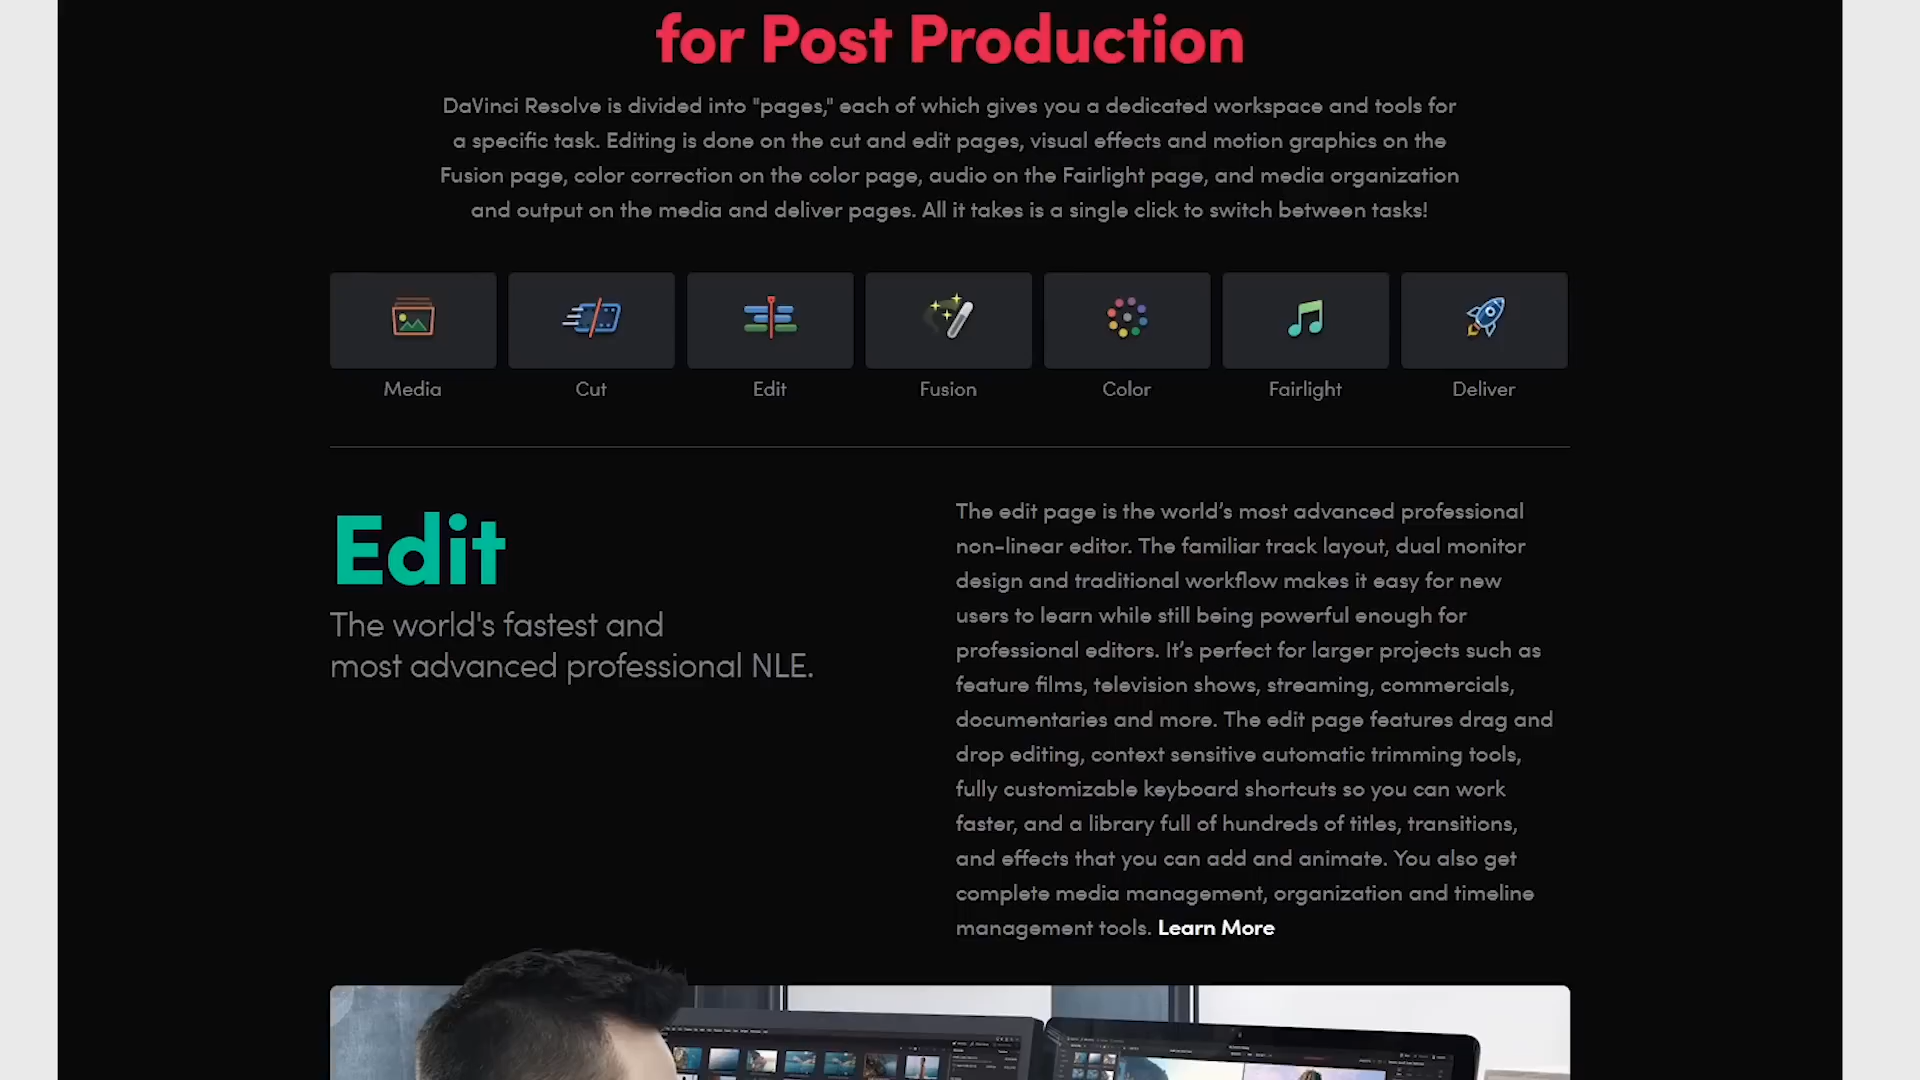 for Post Production
DaVinci Resolve is divided into "pages," each of which gives you a dedicated workspace and tools for
a specific task. Editing is done on the cut and edit pages, visual effects and motion graphics on the
Fusion page, color correction on the color page, audio on the Fairlight page, and media organization
and output on the media and deliver pages. All it takes is a single click to switch between tasks!
Media
Cut
Edit
Fusion
Color
Fairlight
Deliver
Edit
The world's fastest and
most advanced professional NLE.
The edit page is the world’s most advanced professional
non-linear editor. The familiar track layout, dual monitor
design and traditional workflow makes it easy for new
users to learn while still being powerful enough for
professional editors. It’s perfect for larger projects such as
feature films, television shows, streaming, commercials,
documentaries and more. The edit page features drag and
drop editing, context sensitive automatic trimming tools,
fully customizable keyboard shortcuts so you can work
faster, and a library full of hundreds of titles, transitions,
and effects that you can add and animate. You also get
complete media management, organization and timeline
management tools. Learn More